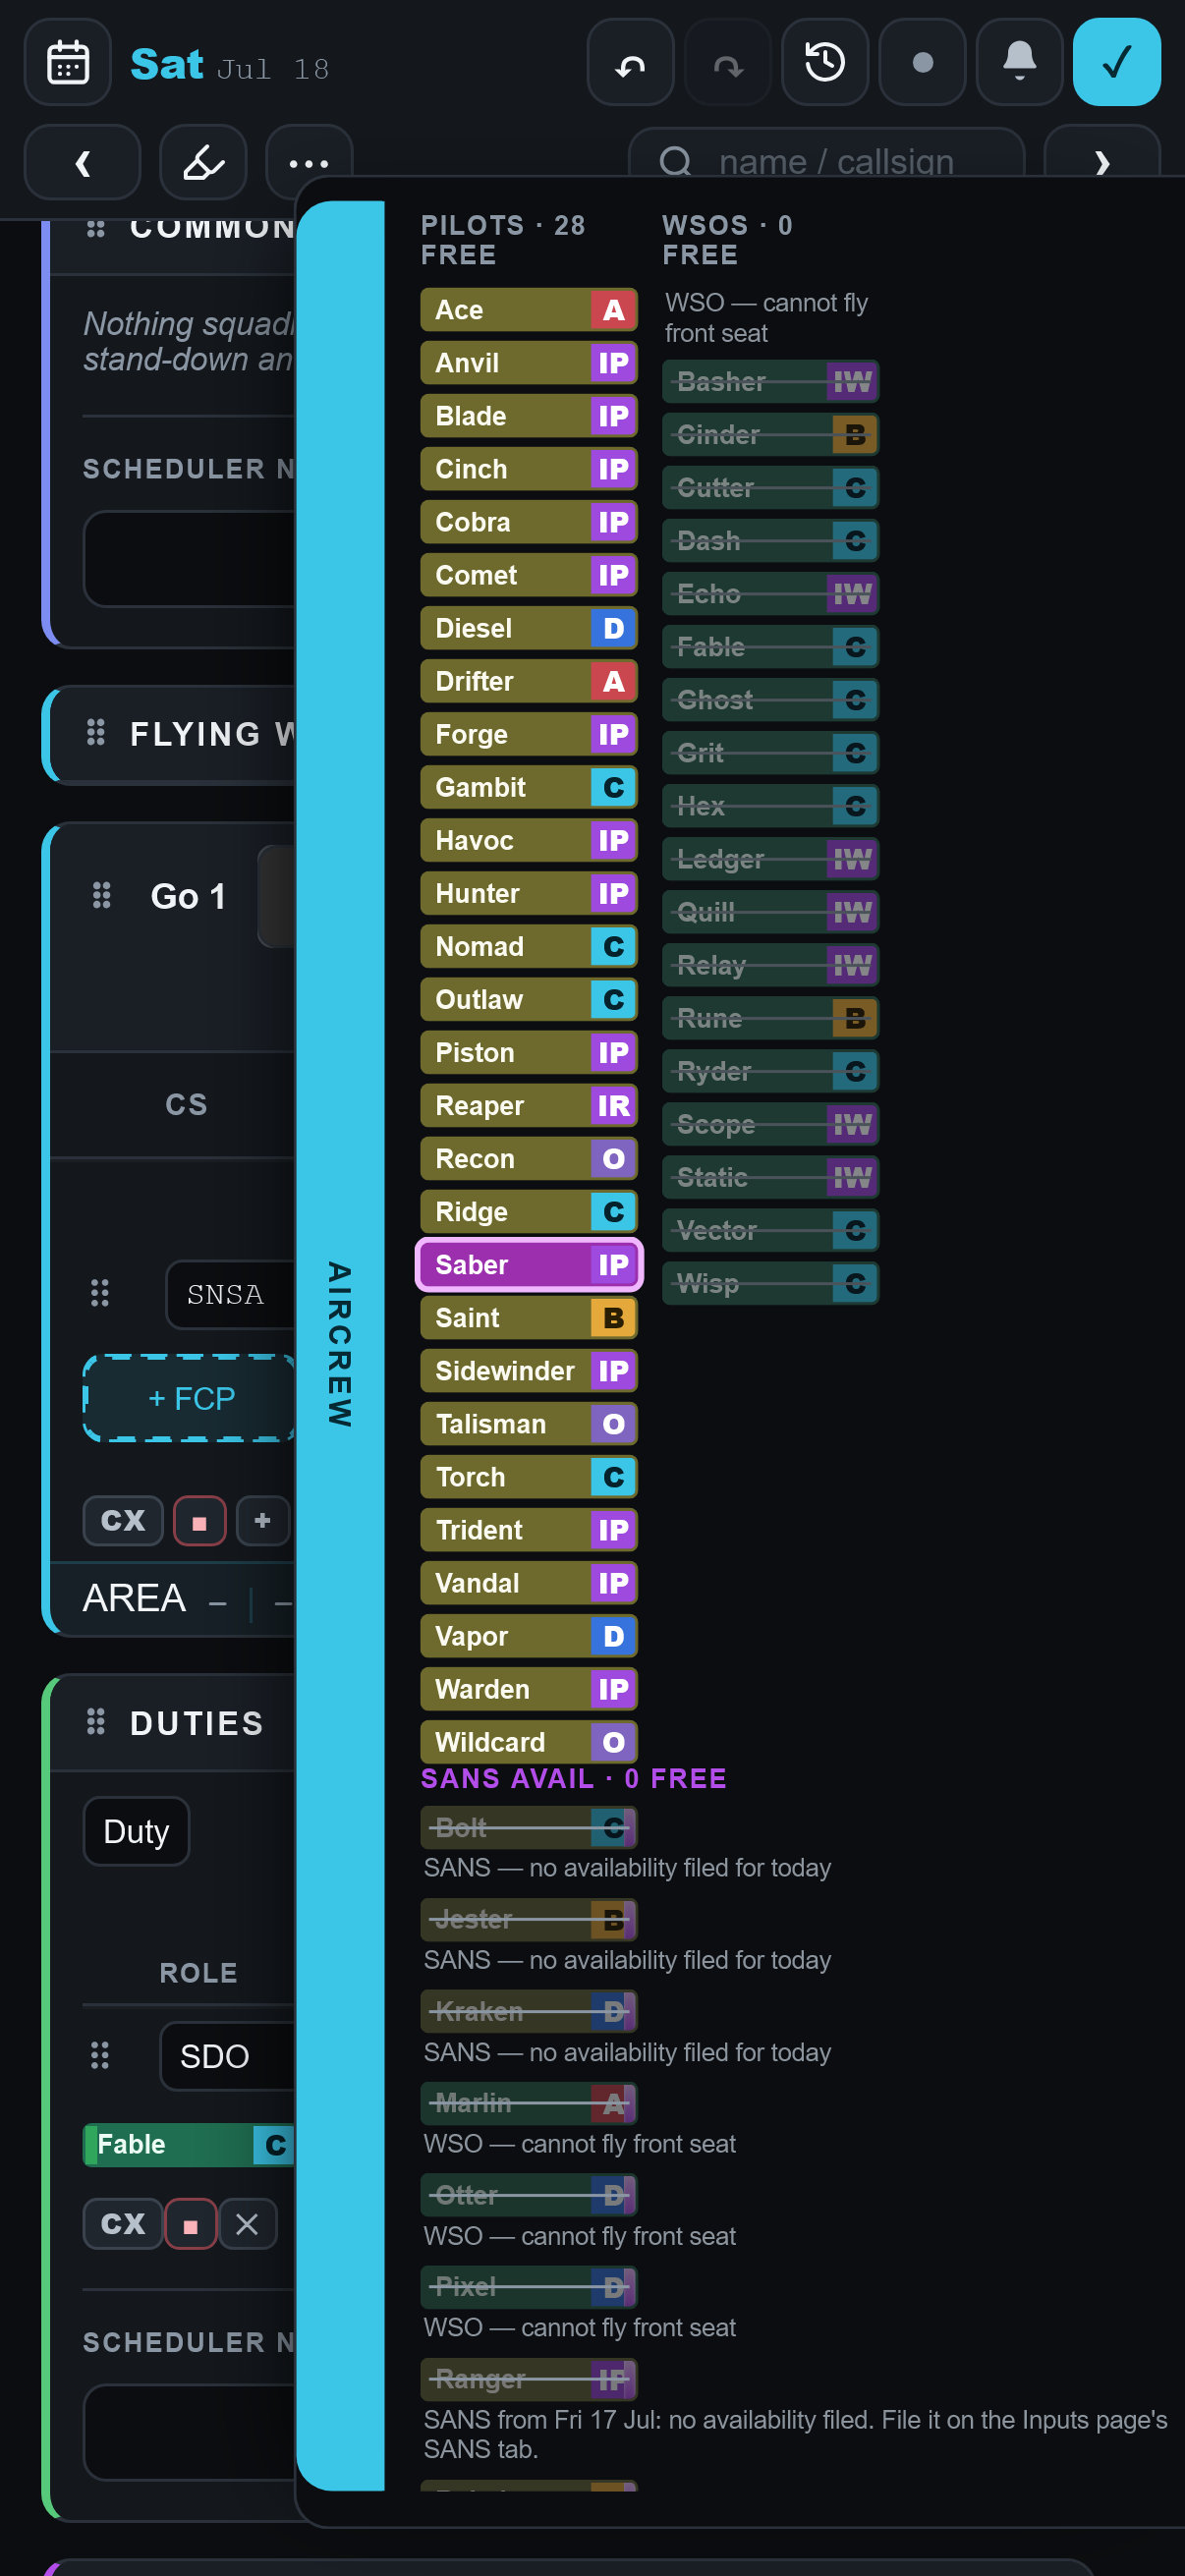 Sat Jul 18
name / callsign
COMMON
Nothing squad
stand-down an
SCHEDULER N
FLYING W
Go 1
CS
SNSA
+ FCP
CX ■ +
AREA – | –
DUTIES
Duty
ROLE
SDO
Fable C
CX ■ ×
SCHEDULER N
AIRCREW
PILOTS · 28
FREE
Ace A
Anvil IP
Blade IP
Cinch IP
Cobra IP
Comet IP
Diesel D
Drifter A
Forge IP
Gambit C
Havoc IP
Hunter IP
Nomad C
Outlaw C
Piston IP
Reaper IR
Recon O
Ridge C
Saber IP
Saint B
Sidewinder IP
Talisman O
Torch C
Trident IP
Vandal IP
Vapor D
Warden IP
Wildcard O
WSOS · 0
FREE
WSO — cannot fly
front seat
Basher IW
Cinder B
Cutter C
Dash C
Echo IW
Fable C
Ghost C
Grit C
Hex C
Ledger IW
Quill IW
Relay IW
Rune B
Ryder C
Scope IW
Static IW
Vector C
Wisp C
SANS AVAIL · 0 FREE
Bolt C
SANS — no availability filed for today
Jester B
SANS — no availability filed for today
Kraken D
SANS — no availability filed for today
Marlin A
WSO — cannot fly front seat
Otter D
WSO — cannot fly front seat
Pixel D
WSO — cannot fly front seat
Ranger IP
SANS from Fri 17 Jul: no availability filed. File it on the Inputs page's
SANS tab.